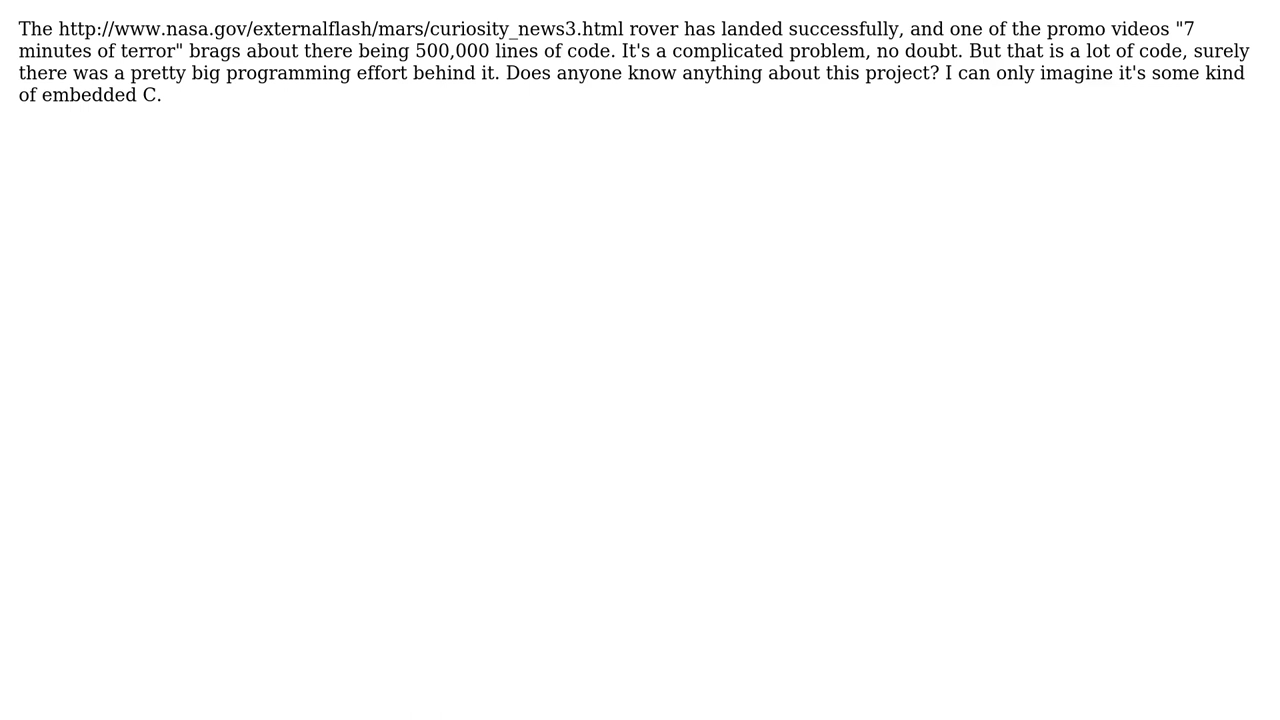 The http://www.nasa.gov/externalflash/mars/curiosity_news3.html rover has landed successfully, and one of the promo videos "7
minutes of terror" brags about there being 500,000 lines of code. It's a complicated problem, no doubt. But that is a lot of code, surely
there was a pretty big programming effort behind it. Does anyone know anything about this project? I can only imagine it's some kind
of embedded C.